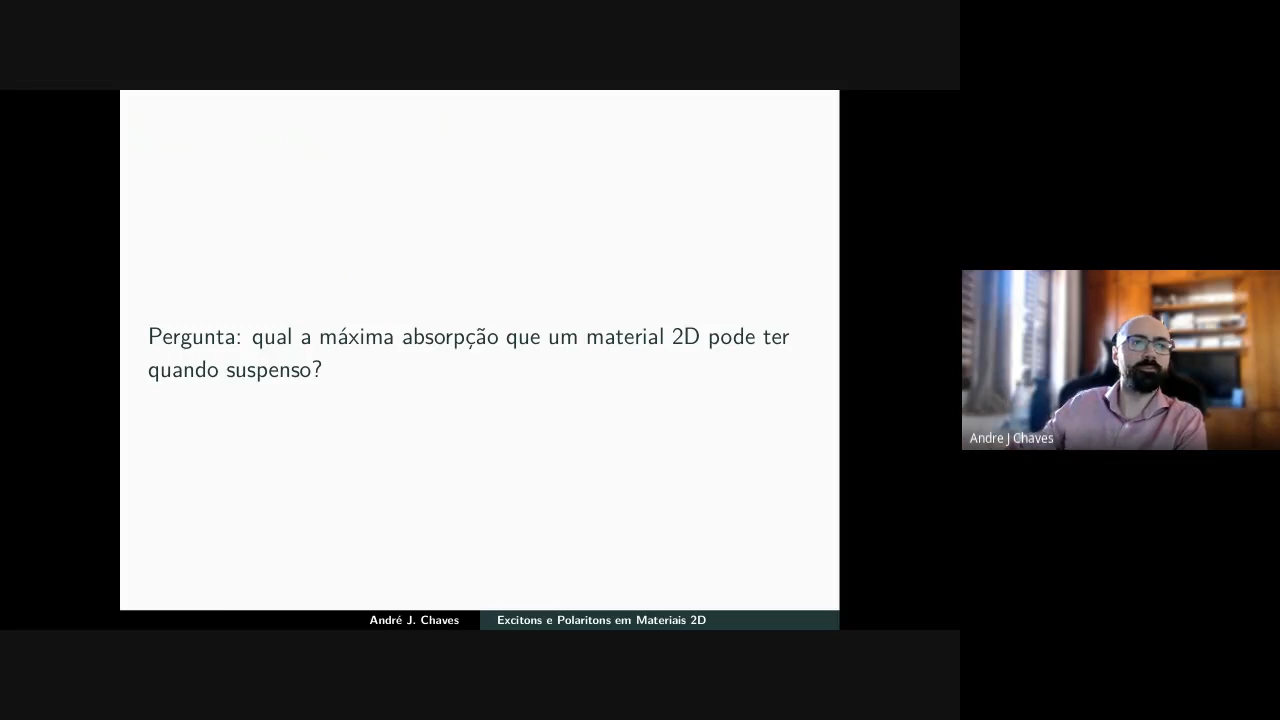 Pergunta: qual a máxima absorpção que um material 2D pode ter
quando suspenso?
Andre J Chaves
André J. Chaves
Excitons e Polaritons em Materiais 2D